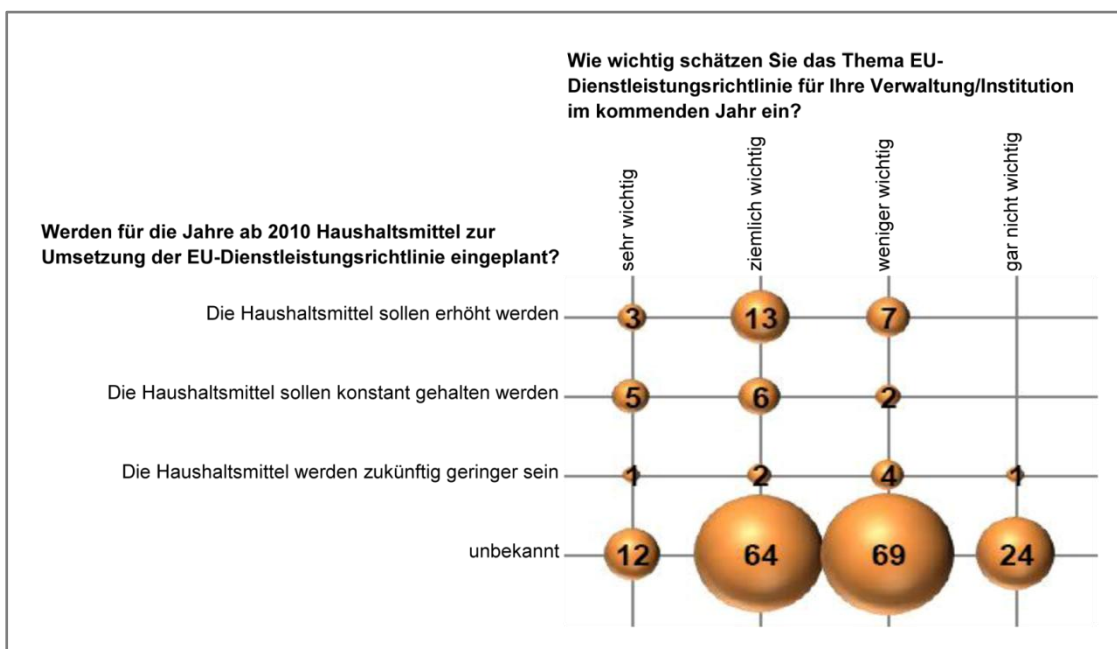 Wie wichtig schätzen Sie das Thema EU-
Dienstleistungsrichtlinie für Ihre Verwaltung/Institution
im kommenden Jahr ein?
sehr wichtig
ziemlich wichtig
weniger wichtig
gar nicht wichtig
Werden für die Jahre ab 2010 Haushaltsmittel zur
Umsetzung der EU-Dienstleistungsrichtlinie eingeplant?
Die Haushaltsmittel sollen erhöht werden 3 13 7
Die Haushaltsmittel sollen konstant gehalten werden 5 6 2
Die Haushaltsmittel werden zukünftig geringer sein 1 2 4 1
unbekannt 12 64 69 24